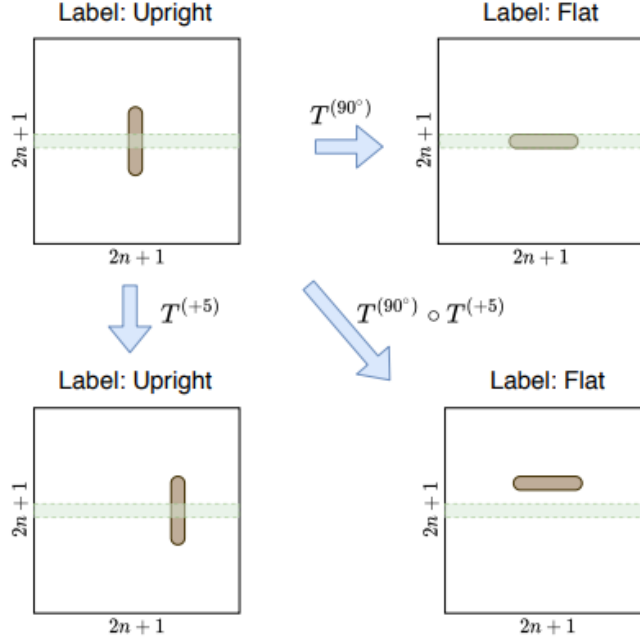 Label: Upright
Label: Flat
2n + 1
T^{(90°)}
2n + 1
2n + 1
2n + 1
T^{(+5)}
T^{(90°)} ∘ T^{(+5)}
Label: Upright
Label: Flat
2n + 1
2n + 1
2n + 1
2n + 1